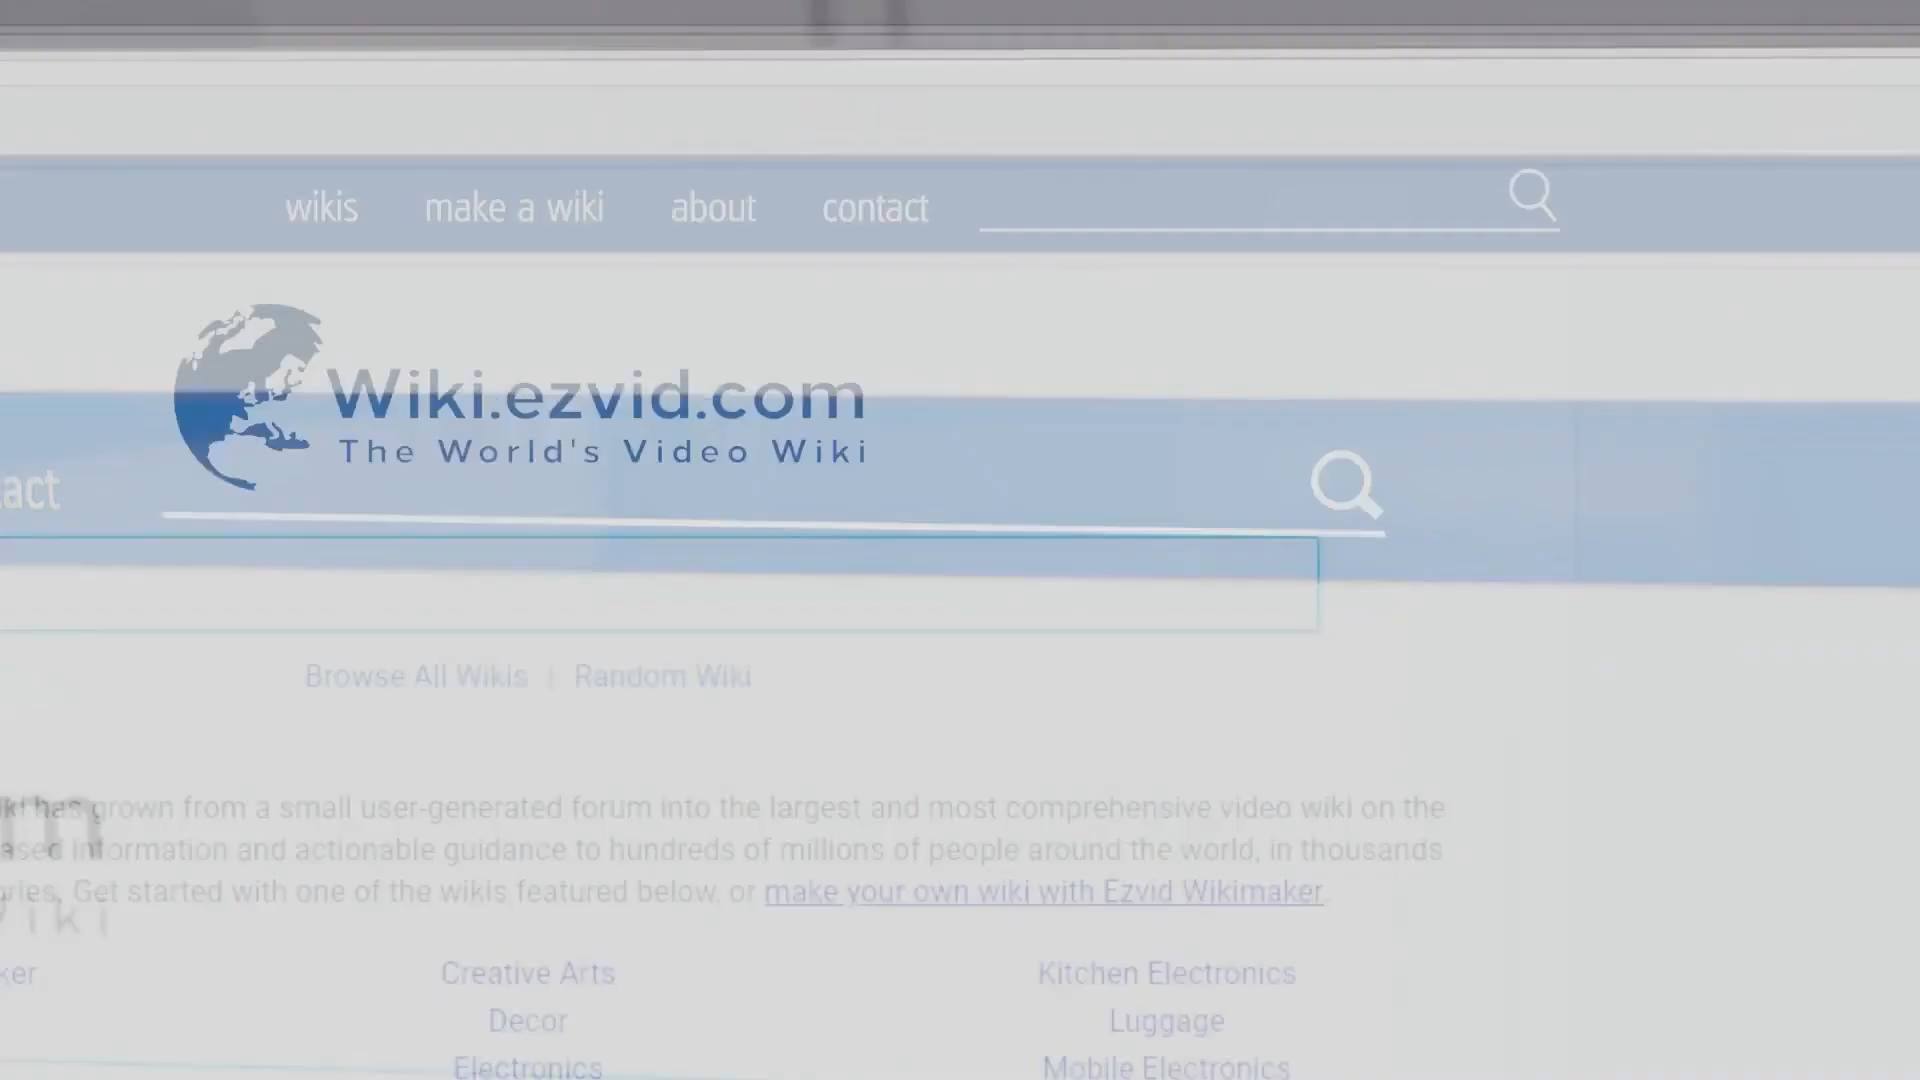 wikis make a wiki about contact
Wiki.ezvid.com
The World's Video Wiki
Browse All Wikis | Random Wiki
has grown from a small user-generated forum into the largest and most comprehensive video wiki on the
information and actionable guidance to hundreds of millions of people around the world, in thousands
Get started with one of the wikis featured below, or make your own wiki with Ezvid Wikimaker.
Creative Arts Kitchen Electronics
Decor Luggage
Electronics Mobile Electronics